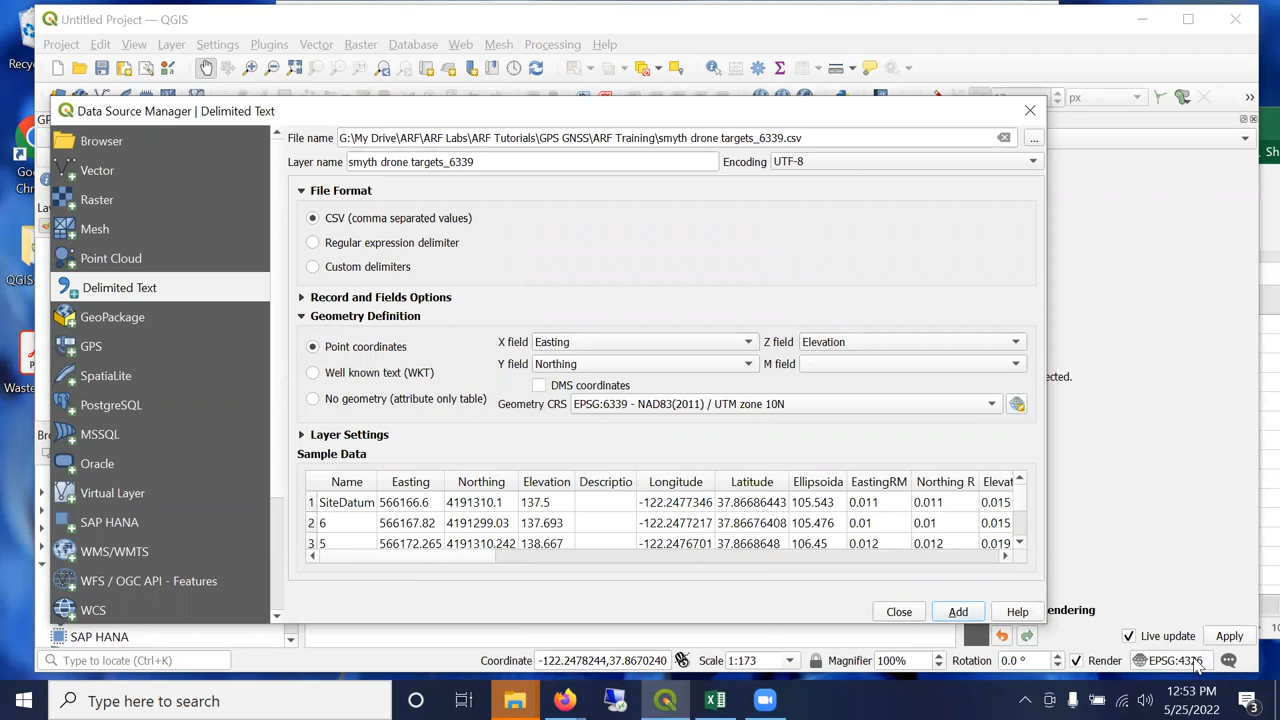 Untitled Project — QGIS
Project Edit View Layer Settings Plugins Vector Raster Database Web Mesh Processing Help
px
Data Source Manager | Delimited Text
Browser
Vector
Raster
Mesh
Point Cloud
Delimited Text
GeoPackage
GPS
SpatiaLite
PostgreSQL
MSSQL
Oracle
Virtual Layer
SAP HANA
WMS/WMTS
WFS / OGC API - Features
WCS
File name G:\My Drive\ARF\ARF Labs\ARF Tutorials\GPS GNSS\ARF Training\smyth drone targets_6339.csv ...
Layer name smyth drone targets_6339 Encoding UTF-8
File Format
CSV (comma separated values)
Regular expression delimiter
Custom delimiters
Record and Fields Options
Geometry Definition
Point coordinates X field Easting Z field Elevation
Y field Northing M field
Well known text (WKT)
DMS coordinates
No geometry (attribute only table)
Geometry CRS EPSG:6339 - NAD83(2011) / UTM zone 10N
Layer Settings
Sample Data
Name Easting Northing Elevation Descriptio Longitude Latitude Ellipsoida EastingRM Northing R Elevat
1 SiteDatum 566166.6 4191310.1 137.5 -122.2477346 37.86686443 105.543 0.011 0.011 0.015
2 6 566167.82 4191299.03 137.693 -122.2477217 37.86676408 105.476 0.01 0.01 0.015
3 5 566172.265 4191310.242 138.667 -122.2476701 37.8668648 106.45 0.012 0.012 0.019
Close Add Help
cted.
ndering
SAP HANA
Live update Apply
Type to locate (Ctrl+K) Coordinate -122.2478244,37.8670240 Scale 1:173 Magnifier 100% Rotation 0.0 ° Render EPSG:4326
Type here to search
12:53 PM
5/25/2022
3